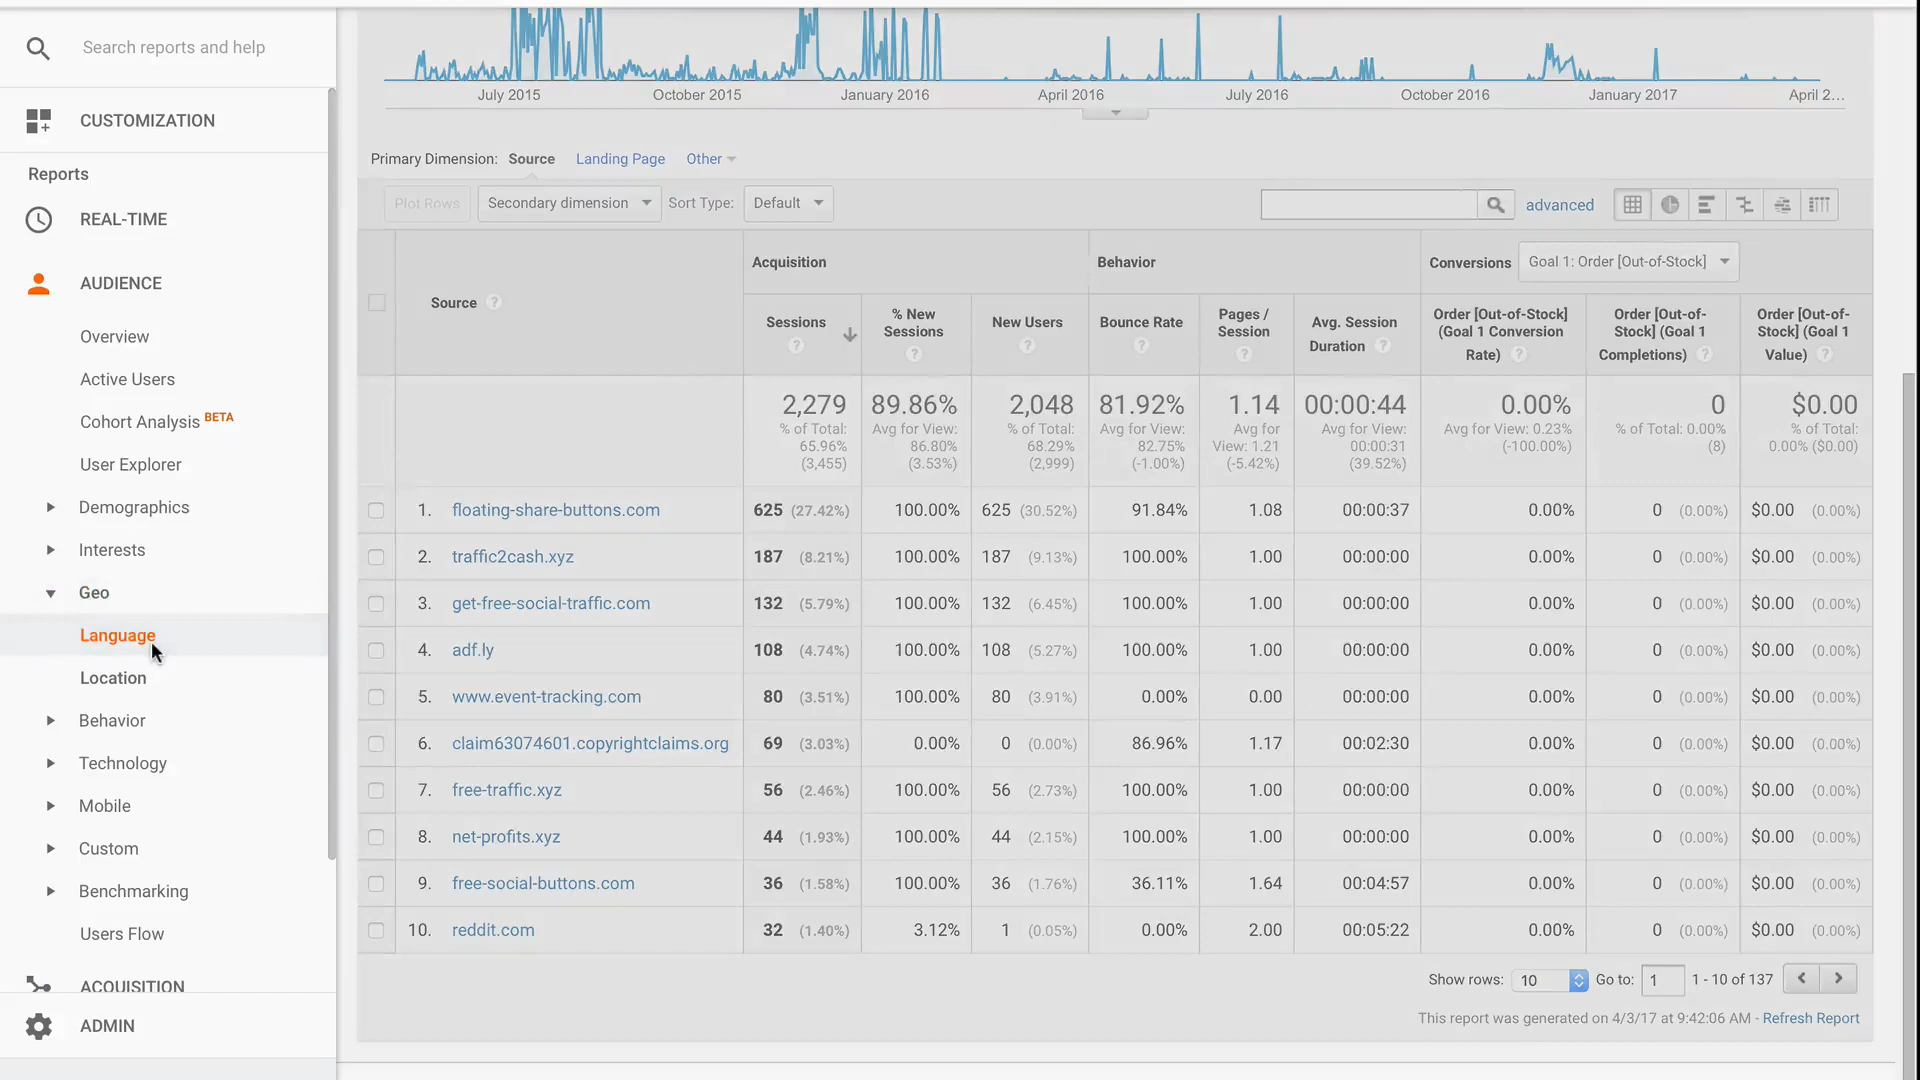 Search reports and help
CUSTOMIZATION
Reports
REAL-TIME
AUDIENCE
Overview
Active Users
Cohort Analysis BETA
User Explorer
Demographics
Interests
Geo
Language
Location
Behavior
Technology
Mobile
Custom
Benchmarking
Users Flow
ACQUISITION
ADMIN
July 2015 October 2015 January 2016 April 2016 July 2016 October 2016 January 2017 April 2...
Primary Dimension: Source Landing Page Other
Plot Rows Secondary dimension Sort Type: Default advanced
Acquisition Behavior Conversions Goal 1: Order [Out-of-Stock]
Source ? Sessions ? % New Sessions ? New Users ? Bounce Rate ? Pages / Session ? Avg. Session Duration ? Order [Out-of-Stock] (Goal 1 Conversion Rate) ? Order [Out-of-Stock] (Goal 1 Completions) ? Order [Out-of-Stock] (Goal 1 Value) ?
2,279 89.86% 2,048 81.92% 1.14 00:00:44 0.00% 0 $0.00
% of Total: 65.96% (3,455) Avg for View: 86.80% (3.53%) % of Total: 68.29% (2,999) Avg for View: 82.75% (-1.00%) Avg for View: 1.21 (-5.42%) Avg for View: 00:00:31 (39.52%) Avg for View: 0.23% (-100.00%) % of Total: 0.00% (8) % of Total: 0.00% ($0.00)
1. floating-share-buttons.com 625 (27.42%) 100.00% 625 (30.52%) 91.84% 1.08 00:00:37 0.00% 0 (0.00%) $0.00 (0.00%)
2. traffic2cash.xyz 187 (8.21%) 100.00% 187 (9.13%) 100.00% 1.00 00:00:00 0.00% 0 (0.00%) $0.00 (0.00%)
3. get-free-social-traffic.com 132 (5.79%) 100.00% 132 (6.45%) 100.00% 1.00 00:00:00 0.00% 0 (0.00%) $0.00 (0.00%)
4. adf.ly 108 (4.74%) 100.00% 108 (5.27%) 100.00% 1.00 00:00:00 0.00% 0 (0.00%) $0.00 (0.00%)
5. www.event-tracking.com 80 (3.51%) 100.00% 80 (3.91%) 0.00% 0.00 00:00:00 0.00% 0 (0.00%) $0.00 (0.00%)
6. claim63074601.copyrightclaims.org 69 (3.03%) 0.00% 0 (0.00%) 86.96% 1.17 00:02:30 0.00% 0 (0.00%) $0.00 (0.00%)
7. free-traffic.xyz 56 (2.46%) 100.00% 56 (2.73%) 100.00% 1.00 00:00:00 0.00% 0 (0.00%) $0.00 (0.00%)
8. net-profits.xyz 44 (1.93%) 100.00% 44 (2.15%) 100.00% 1.00 00:00:00 0.00% 0 (0.00%) $0.00 (0.00%)
9. free-social-buttons.com 36 (1.58%) 100.00% 36 (1.76%) 36.11% 1.64 00:04:57 0.00% 0 (0.00%) $0.00 (0.00%)
10. reddit.com 32 (1.40%) 3.12% 1 (0.05%) 0.00% 2.00 00:05:22 0.00% 0 (0.00%) $0.00 (0.00%)
Show rows: 10 Go to: 1 1 - 10 of 137
This report was generated on 4/3/17 at 9:42:06 AM - Refresh Report